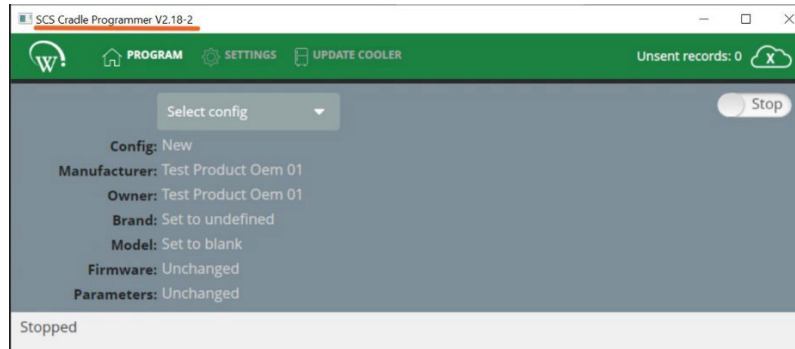 SCS Cradle Programmer V2.18-2
W! PROGRAM SETTINGS UPDATE COOLER Unsent records: 0 X
Select config Stop
Config: New
Manufacturer: Test Product Oem 01
Owner: Test Product Oem 01
Brand: Set to undefined
Model: Set to blank
Firmware: Unchanged
Parameters: Unchanged
Stopped